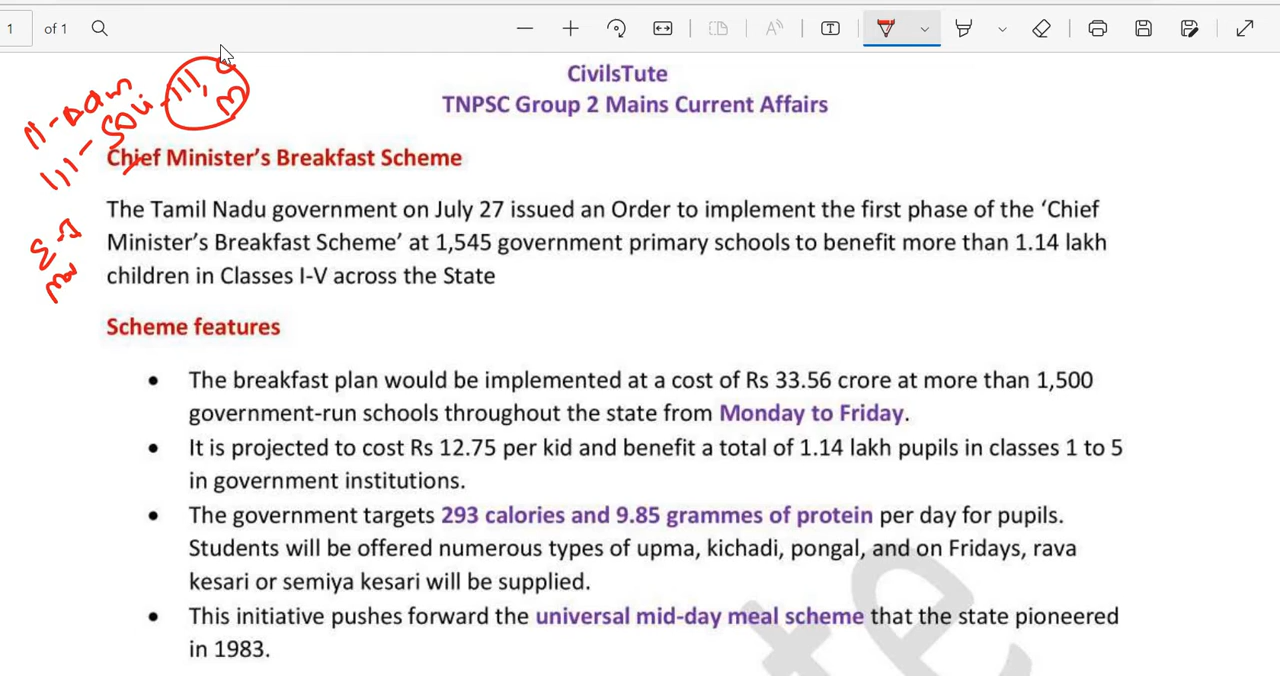 1 of 1
CivilsTute
TNPSC Group 2 Mains Current Affairs
Chief Minister’s Breakfast Scheme
The Tamil Nadu government on July 27 issued an Order to implement the first phase of the ‘Chief
Minister’s Breakfast Scheme’ at 1,545 government primary schools to benefit more than 1.14 lakh
children in Classes I-V across the State
Scheme features
• The breakfast plan would be implemented at a cost of Rs 33.56 crore at more than 1,500
government-run schools throughout the state from Monday to Friday.
• It is projected to cost Rs 12.75 per kid and benefit a total of 1.14 lakh pupils in classes 1 to 5
in government institutions.
• The government targets 293 calories and 9.85 grammes of protein per day for pupils.
Students will be offered numerous types of upma, kichadi, pongal, and on Fridays, rava
kesari or semiya kesari will be supplied.
• This initiative pushes forward the universal mid-day meal scheme that the state pioneered
in 1983.